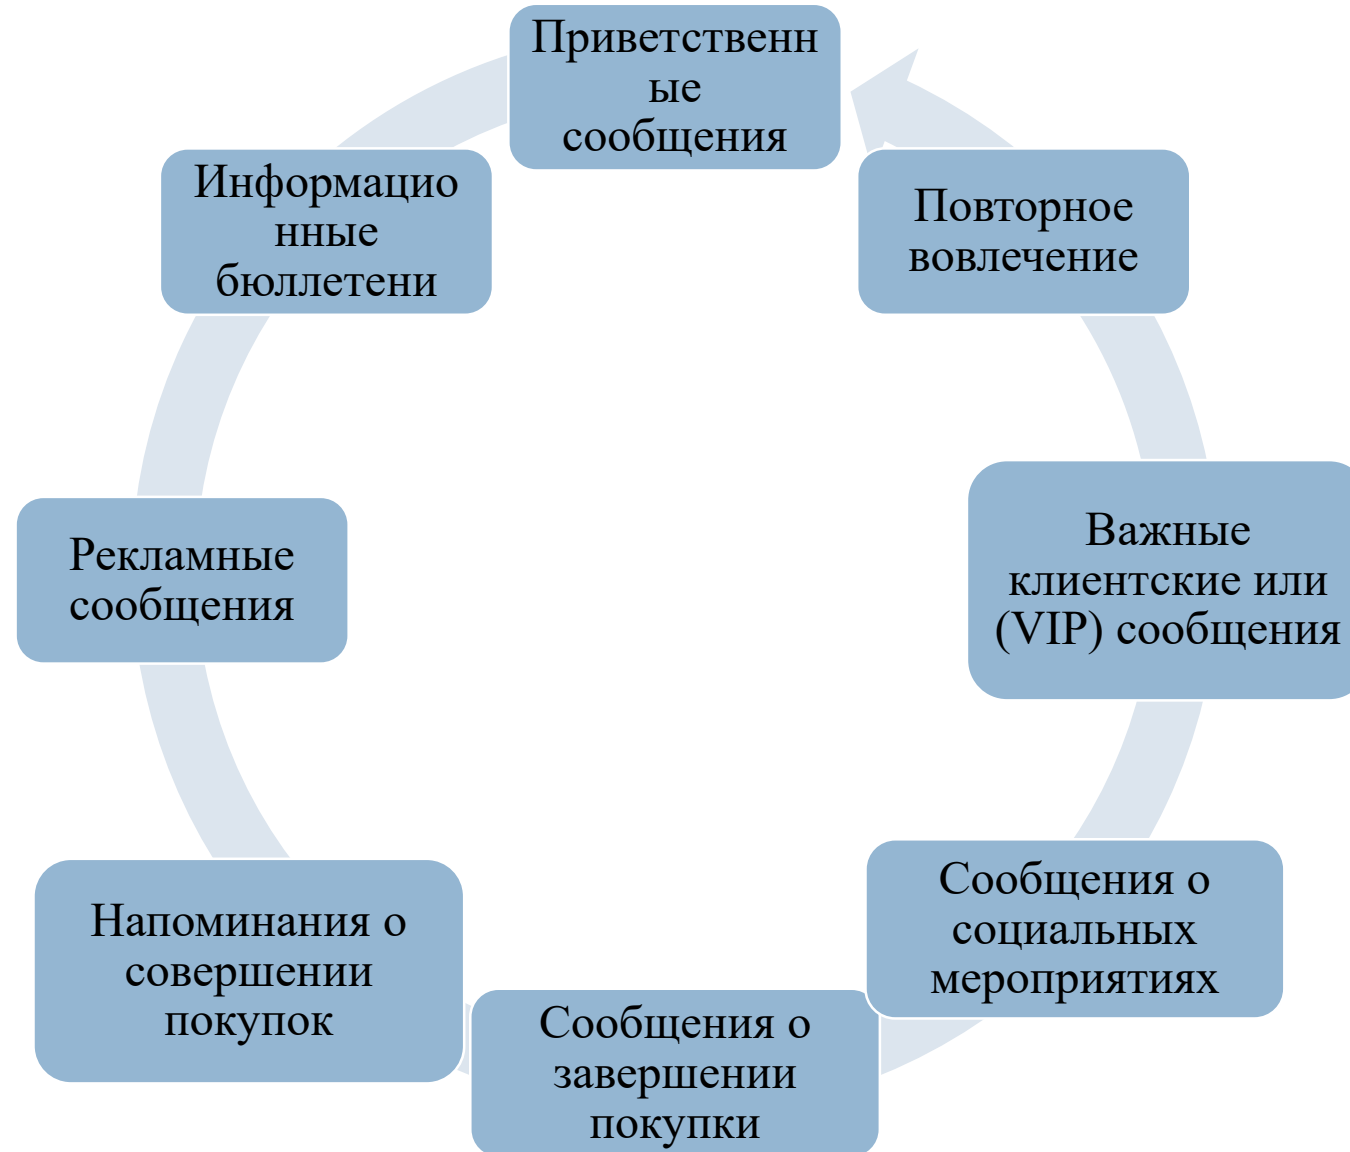 Приветственн
ые
сообщения
Информацио
нные
бюллетени
Повторное
вовлечение
Рекламные
сообщения
Важные
клиентские или
(VIP) сообщения
Напоминания о
совершении
покупок
Сообщения о
социальных
мероприятиях
Сообщения о
завершении
покупки